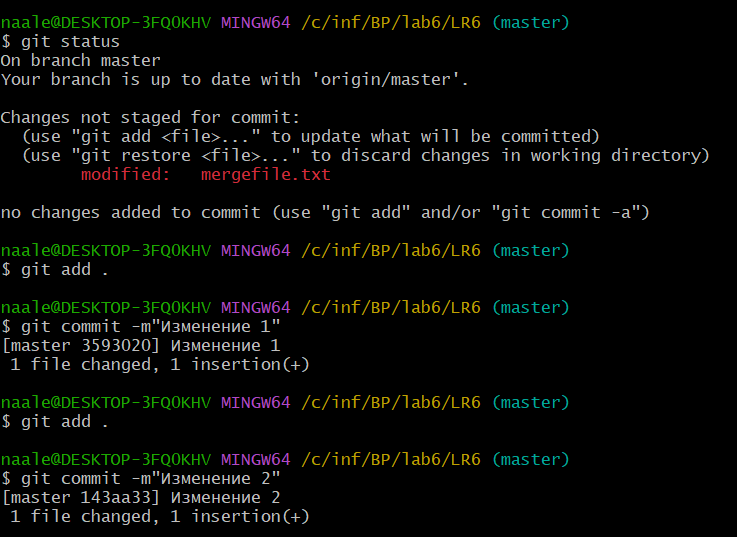 naale@DESKTOP-3FQ0KHV MINGW64 /c/inf/BP/lab6/LR6 (master)
$ git status
On branch master
Your branch is up to date with 'origin/master'.
Changes not staged for commit:
(use "git add <file>..." to update what will be committed)
(use "git restore <file>..." to discard changes in working directory)
modified: mergefile.txt
no changes added to commit (use "git add" and/or "git commit -a")
naale@DESKTOP-3FQ0KHV MINGW64 /c/inf/BP/lab6/LR6 (master)
$ git add .
naale@DESKTOP-3FQ0KHV MINGW64 /c/inf/BP/lab6/LR6 (master)
$ git commit -m"Изменение 1"
[master 3593020] Изменение 1
1 file changed, 1 insertion(+)
naale@DESKTOP-3FQ0KHV MINGW64 /c/inf/BP/lab6/LR6 (master)
$ git add .
naale@DESKTOP-3FQ0KHV MINGW64 /c/inf/BP/lab6/LR6 (master)
$ git commit -m"Изменение 2"
[master 143aa33] Изменение 2
1 file changed, 1 insertion(+)